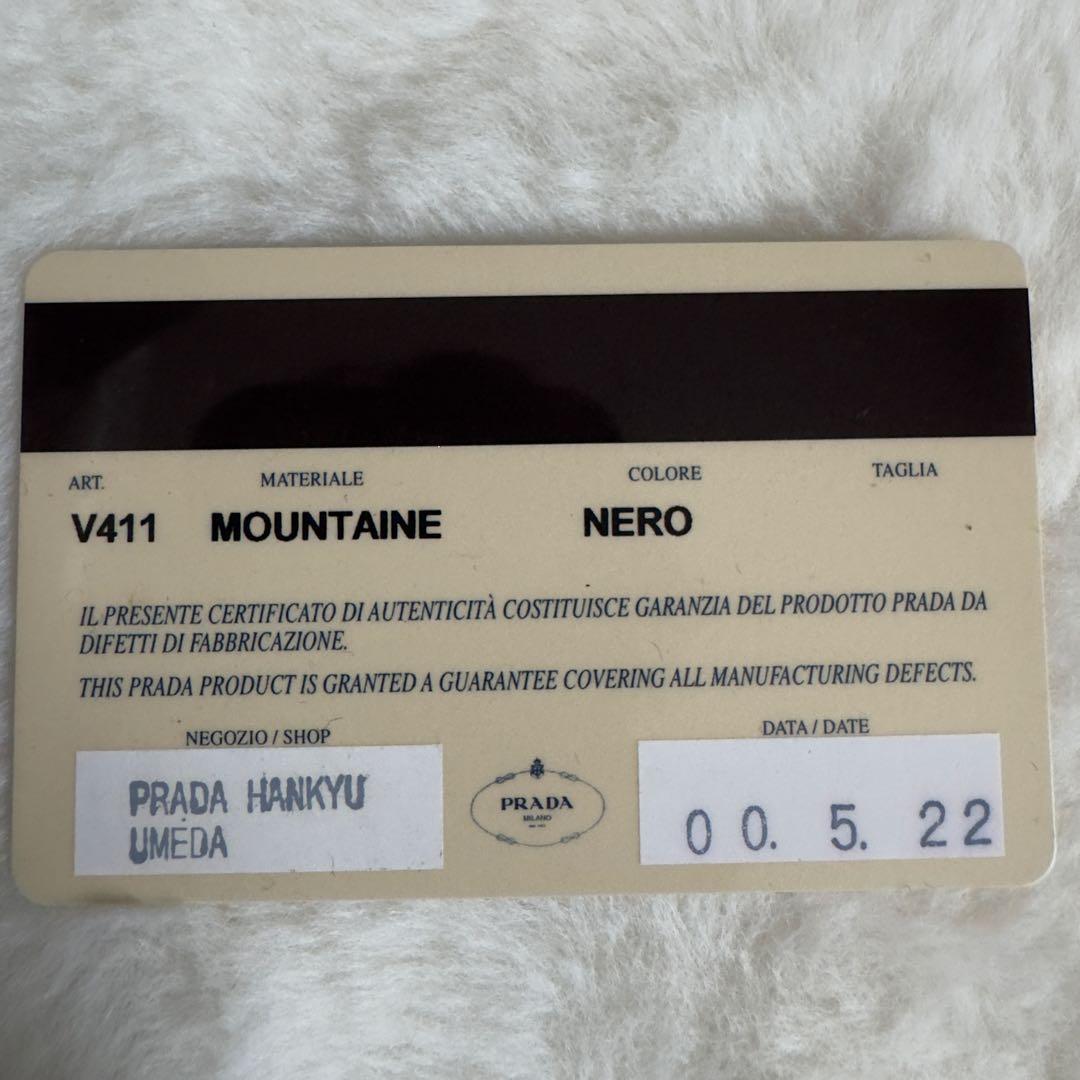 ART. MATERIALE COLORE TAGLIA
V411 MOUNTAINE NERO
IL PRESENTE CERTIFICATO DI AUTENTICITÀ COSTITUISCE GARANZIA DEL PRODOTTO PRADA DA
DIFETTI DI FABBRICAZIONE.
THIS PRADA PRODUCT IS GRANTED A GUARANTEE COVERING ALL MANUFACTURING DEFECTS.
NEGOZIO / SHOP DATA / DATE
PRADA HANKYU
UMEDA
PRADA
MILANO
00. 5. 22